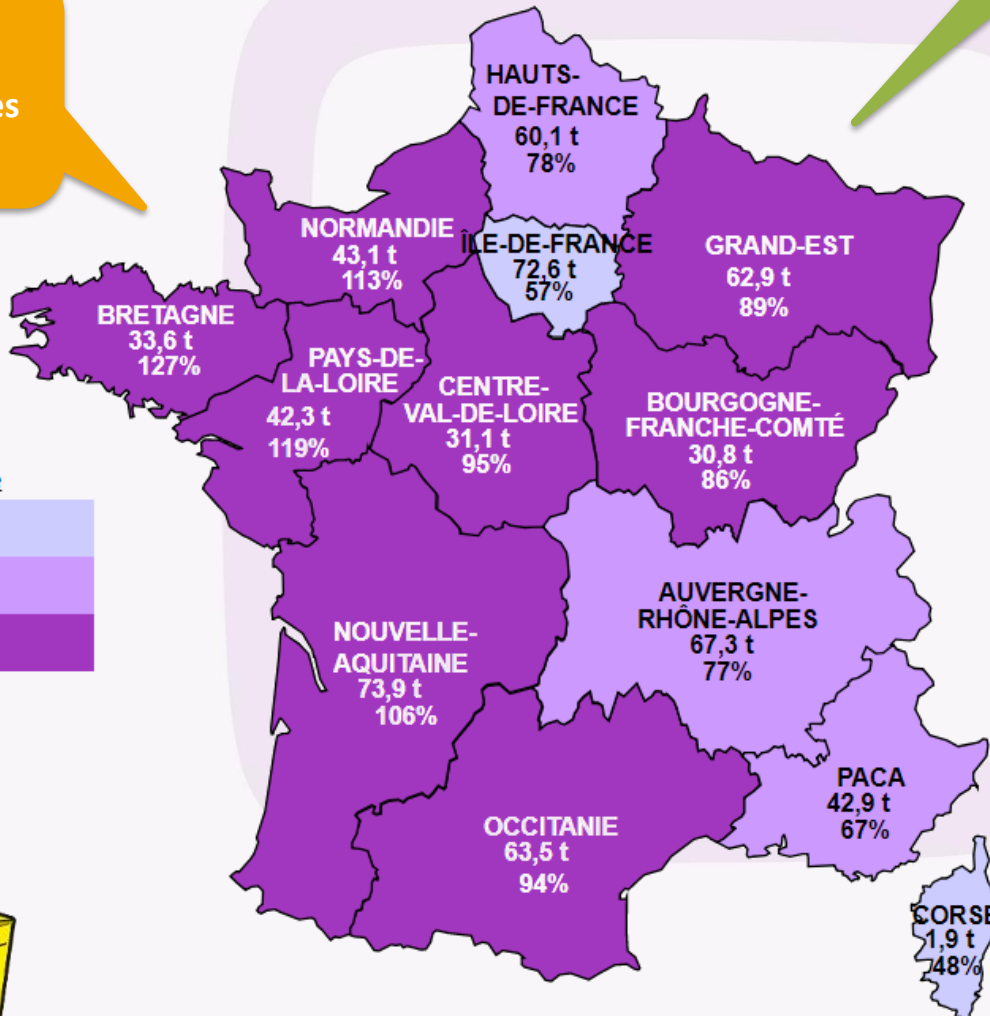 es
HAUTS-
DE-FRANCE
60,1 t
78%
NORMANDIE
43,1 t
113%
ÎLE-DE-FRANCE
72,6 t
57%
GRAND-EST
62,9 t
89%
BRETAGNE
33,6 t
127%
PAYS-DE-
LA-LOIRE
42,3 t
119%
CENTRE-
VAL-DE-LOIRE
31,1 t
95%
BOURGOGNE-
FRANCHE-COMTÉ
30,8 t
86%
AUVERGNE-
RHÔNE-ALPES
67,3 t
77%
NOUVELLE-
AQUITAINE
73,9 t
106%
PACA
42,9 t
67%
OCCITANIE
63,5 t
94%
CORSE
1,9 t
48%